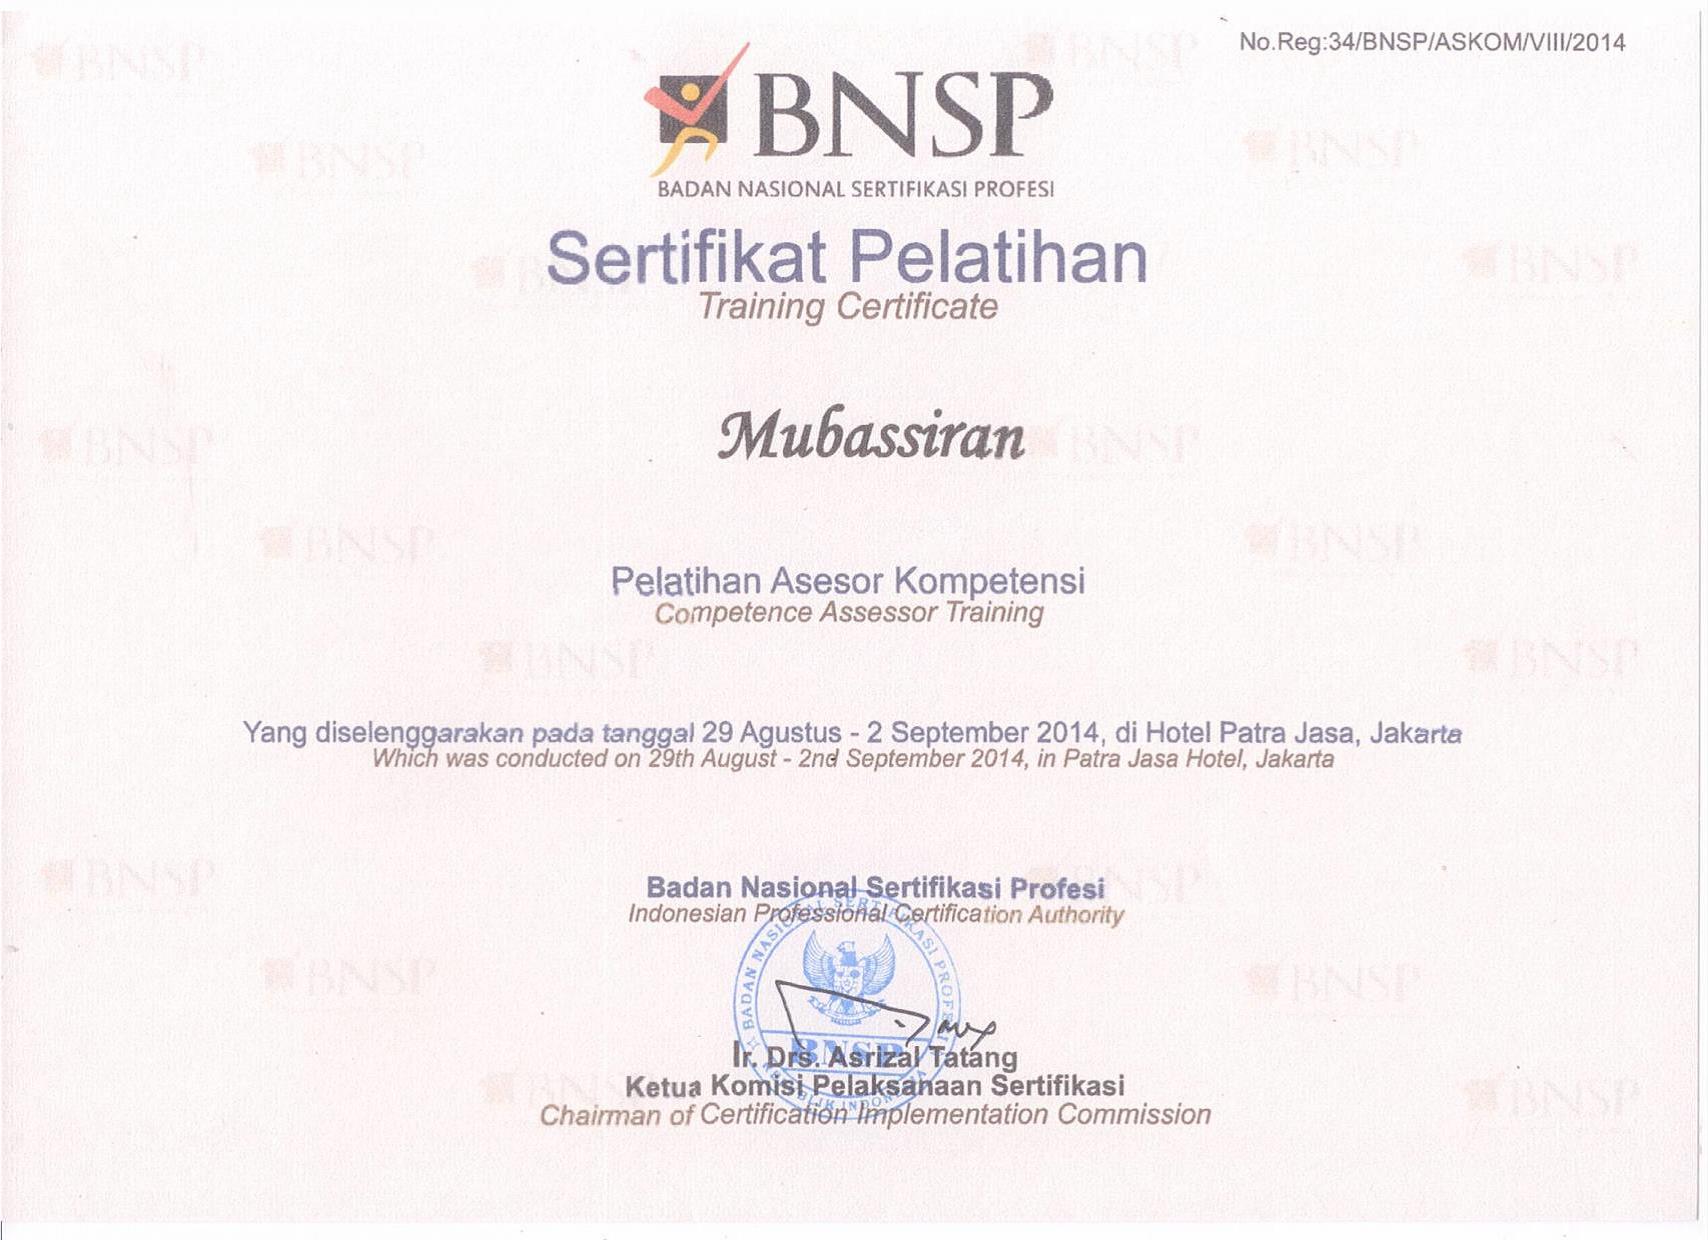 No.Reg:34/BNSP/ASKOM/VIII/2014
BNSP
BADAN NASIONAL SERTIFIKASI PROFESI
Sertifikat Pelatihan
Training Certificate
Mubassiran
Pelatihan Asesor Kompetensi
Competence Assessor Training
Yang diselenggarakan pada tanggal 29 Agustus - 2 September 2014, di Hotel Patra Jasa, Jakarta
Which was conducted on 29th August - 2nd September 2014, in Patra Jasa Hotel, Jakarta
Badan Nasional Sertifikasi Profesi
Indonesian Professional Certification Authority
BADAN NASIONAL SERTIFIKASI PROFESI
BNSP
REPUBLIK INDONESIA
Ir. Drs. Asrizal Tatang
Ketua Komisi Pelaksanaan Sertifikasi
Chairman of Certification Implementation Commission